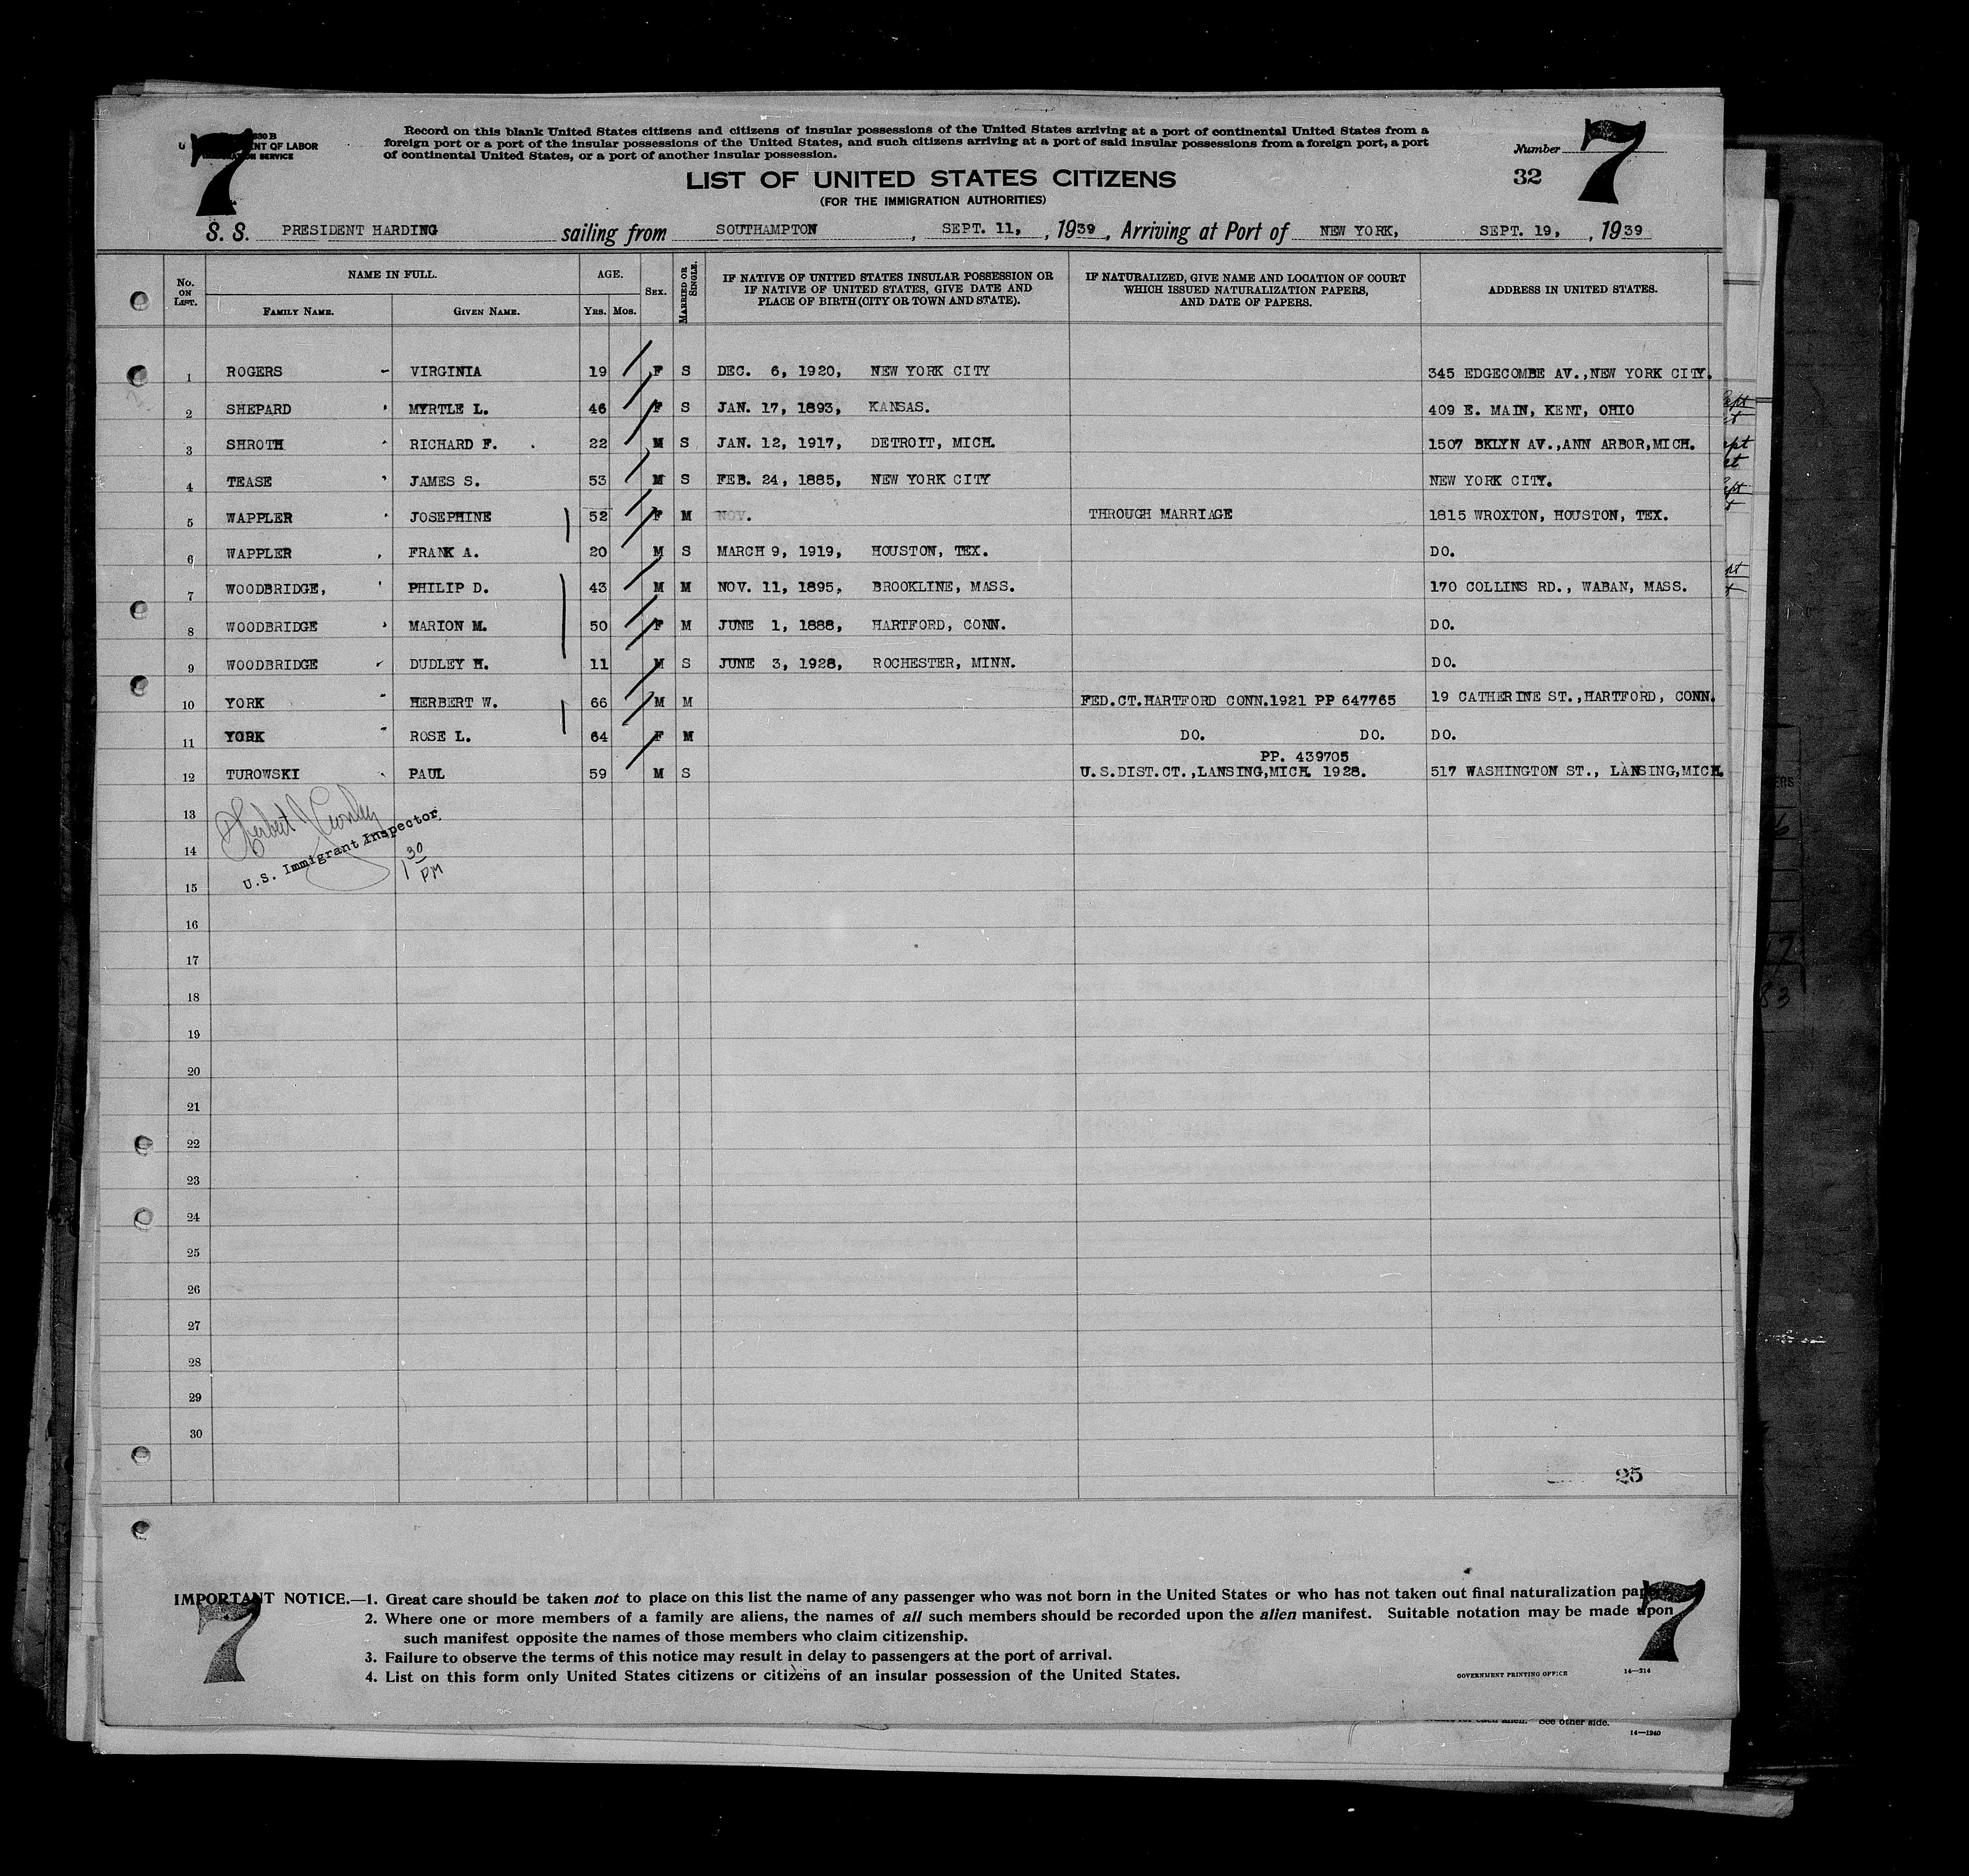 7
630 B
U ENT OF LABOR
IMMIGRATION SERVICE
Record on this blank United States citizens and citizens of insular possessions of the United States arriving at a port of continental United States from a
foreign port or a port of the insular possessions of the United States, and such citizens arriving at a port of said insular possessions from a foreign port, a port
of continental United States, or a port of another insular possession.
Number 7
32
LIST OF UNITED STATES CITIZENS
(FOR THE IMMIGRATION AUTHORITIES)
S. S. PRESIDENT HARDING sailing from SOUTHAMPTON, SEPT. 11, , 1939, Arriving at Port of NEW YORK, SEPT. 19, , 1939
No. ON LIST. NAME IN FULL. AGE. SEX. MARRIED OR SINGLE. IF NATIVE OF UNITED STATES INSULAR POSSESSION OR IF NATIVE OF UNITED STATES, GIVE DATE AND PLACE OF BIRTH (CITY OR TOWN AND STATE). IF NATURALIZED, GIVE NAME AND LOCATION OF COURT WHICH ISSUED NATURALIZATION PAPERS, AND DATE OF PAPERS. ADDRESS IN UNITED STATES.
FAMILY NAME. GIVEN NAME. YRS. MOS.
1 ROGERS - VIRGINIA 19 F S DEC. 6, 1920, NEW YORK CITY 345 EDGECOMBE AV.,NEW YORK CITY.
2 SHEPARD MYRTLE L. 46 F S JAN. 17, 1893, KANSAS. 409 E. MAIN, KENT, OHIO
3 SHROTH RICHARD F. 22 M S JAN. 12, 1917, DETROIT, MICH. 1507 BKLYN AV.,ANN ARBOR,MICH.
4 TEASE JAMES S. 53 M S FEB. 24, 1885, NEW YORK CITY NEW YORK CITY.
5 WAPPLER JOSEPHINE 52 F M NOV. THROUGH MARRIAGE 1815 WROXTON, HOUSTON, TEX.
6 WAPPLER FRANK A. 20 M S MARCH 9, 1919, HOUSTON, TEX. DO.
7 WOODBRIDGE, PHILIP D. 43 M M NOV. 11, 1895, BROOKLINE, MASS. 170 COLLINS RD., WABAN, MASS.
8 WOODBRIDGE MARION M. 50 F M JUNE 1, 1888, HARTFORD, CONN. DO.
9 WOODBRIDGE DUDLEY H. 11 M S JUNE 3, 1928, ROCHESTER, MINN. DO.
10 YORK HERBERT W. 66 M M FED.CT.HARTFORD CONN.1921 PP 647765 19 CATHERINE ST.,HARTFORD, CONN.
11 YORK ROSE L. 64 F M DO. DO. DO.
PP. 439705
12 TUROWSKI PAUL 59 M S U.S.DIST.CT.,LANSING,MICH. 1928. 517 WASHINGTON ST., LANSING,MICH.
13
Herbert
U.S. Immigrant Inspector.
14
1 30 PM
15
16
17
18
19
20
21
22
23
24
25
26
27
28
29
30
25
IMPORTANT NOTICE.—1. Great care should be taken not to place on this list the name of any passenger who was not born in the United States or who has not taken out final naturalization papers.
2. Where one or more members of a family are aliens, the names of all such members should be recorded upon the alien manifest. Suitable notation may be made upon
such manifest opposite the names of those members who claim citizenship.
3. Failure to observe the terms of this notice may result in delay to passengers at the port of arrival.
4. List on this form only United States citizens or citizens of an insular possession of the United States.
7
7
GOVERNMENT PRINTING OFFICE 14—314
See other side.
14—1240